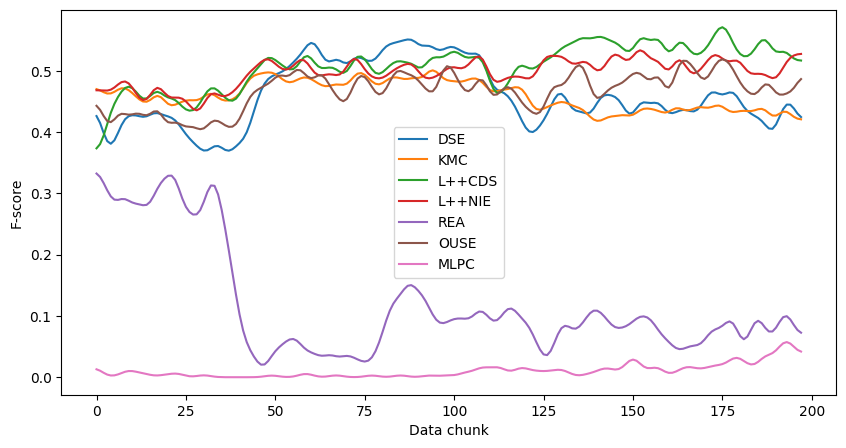 F-score
0.5
0.4
0.3
0.2
0.1
0.0
DSE
KMC
L++CDS
L++NIE
REA
OUSE
MLPC
0 25 50 75 100 125 150 175 200
Data chunk